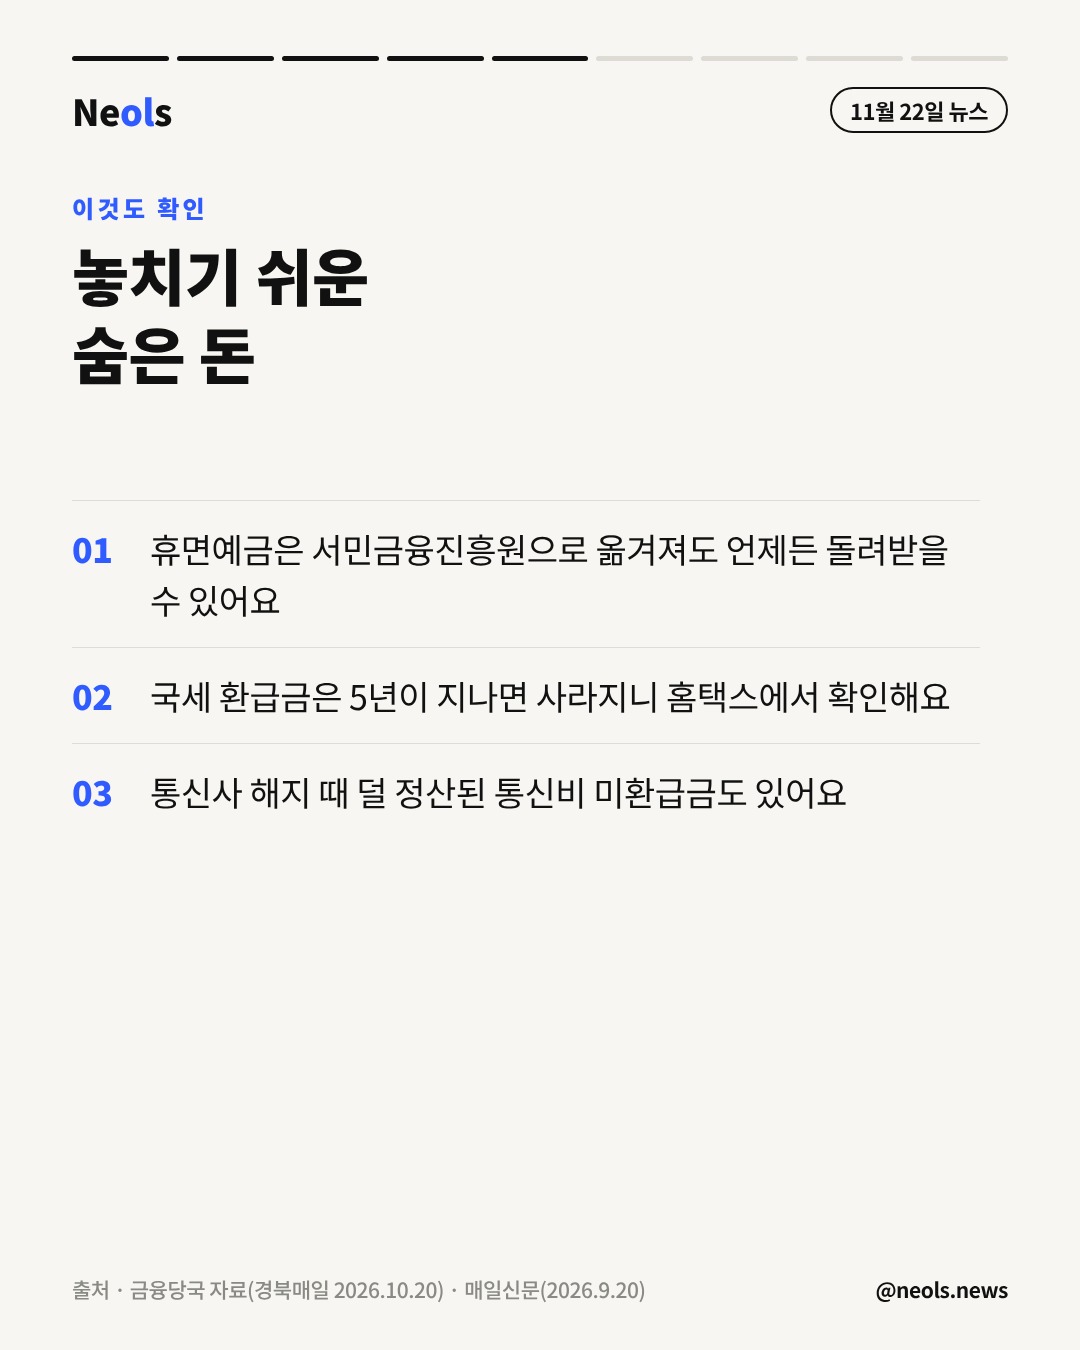 Neols
11월 22일 뉴스
이것도 확인
놓치기 쉬운
숨은 돈
01 휴면예금은 서민금융진흥원으로 옮겨져도 언제든 돌려받을
수 있어요
02 국세 환급금은 5년이 지나면 사라지니 홈택스에서 확인해요
03 통신사 해지 때 덜 정산된 통신비 미환급금도 있어요
출처 · 금융당국 자료(경북매일 2026.10.20) · 매일신문(2026.9.20)
@neols.news